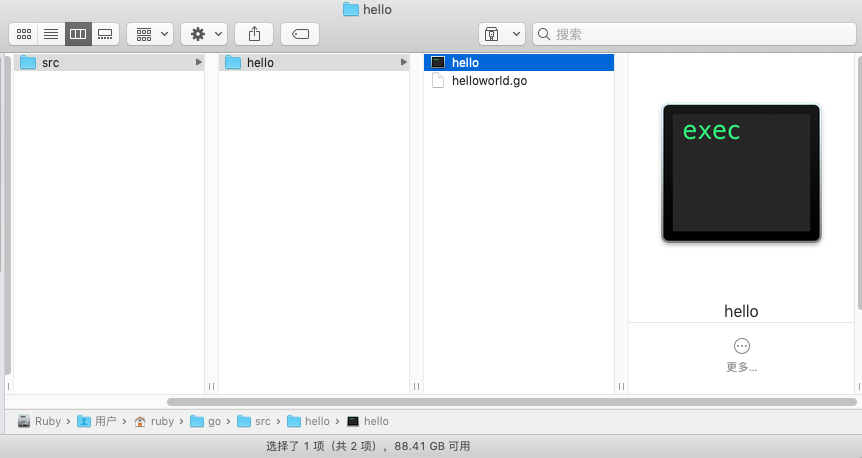 hello
搜索
src
hello
hello
helloworld.go
exec
hello
更多...
Ruby › 用户 › ruby › go › src › hello › hello
选择了 1 项（共 2 项），88.41 GB 可用